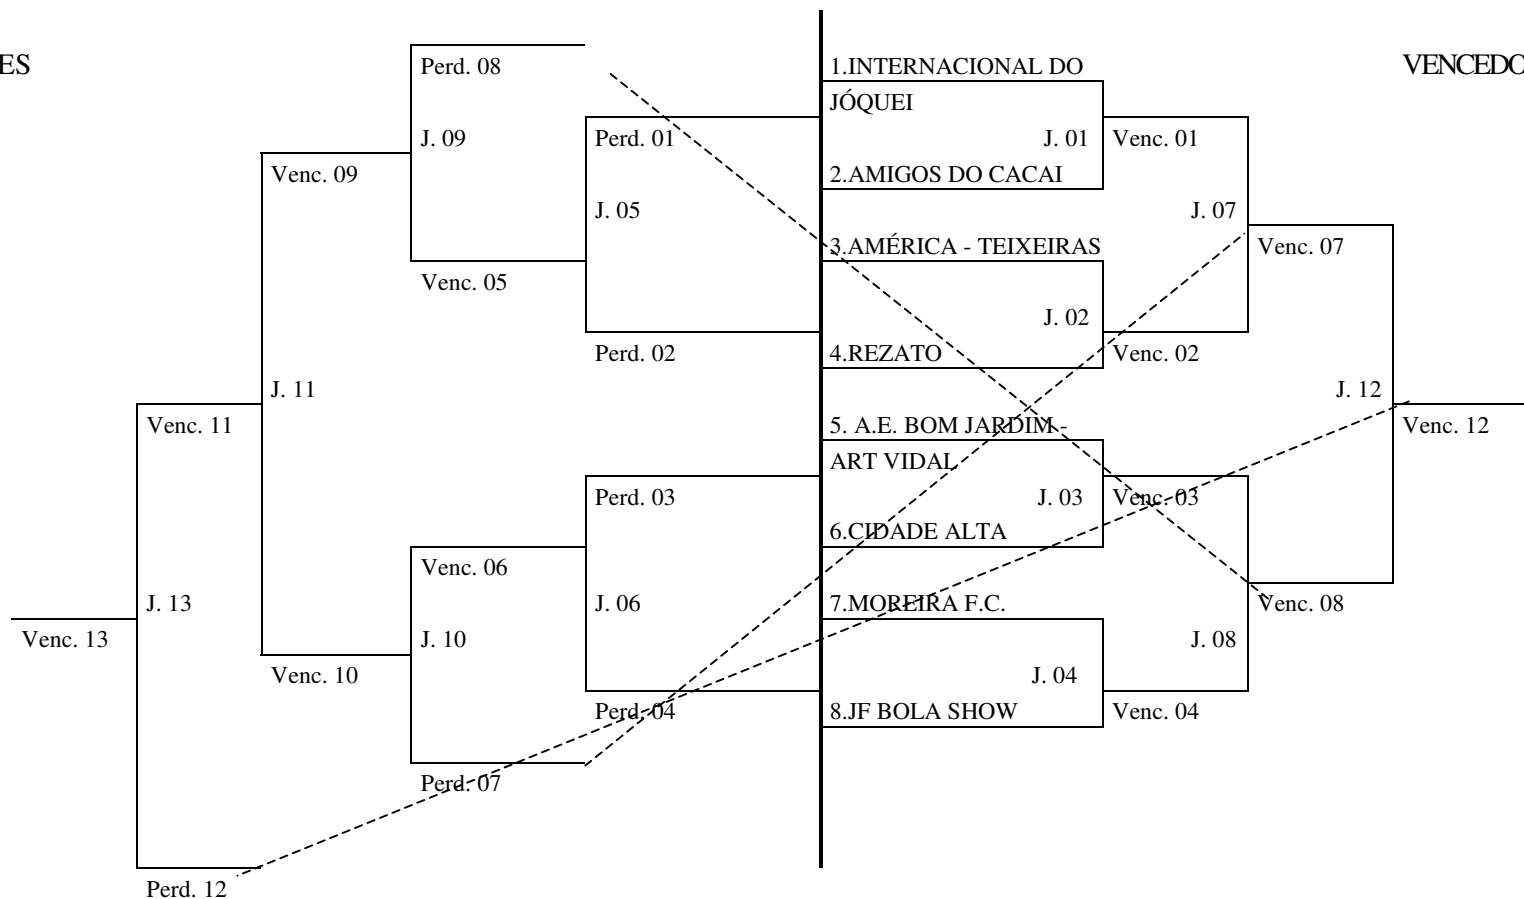 ES
VENCEDO
Perd. 08
1.INTERNACIONAL DO
JÓQUEI
J. 09
Perd. 01
J. 01
Venc. 01
Venc. 09
2.AMIGOS DO CACAI
J. 05
J. 07
3.AMÉRICA - TEIXEIRAS
Venc. 07
Venc. 05
J. 02
Perd. 02
4.REZATO
Venc. 02
J. 11
J. 12
Venc. 11
5. A.E. BOM JARDIM -
Venc. 12
ART VIDAL
Perd. 03
J. 03
Venc. 03
6.CIDADE ALTA
Venc. 06
J. 13
J. 06
7.MOREIRA F.C.
Venc. 08
Venc. 13
J. 10
J. 08
Venc. 10
J. 04
Perd. 04
8.JF BOLA SHOW
Venc. 04
Perd. 07
Perd. 12